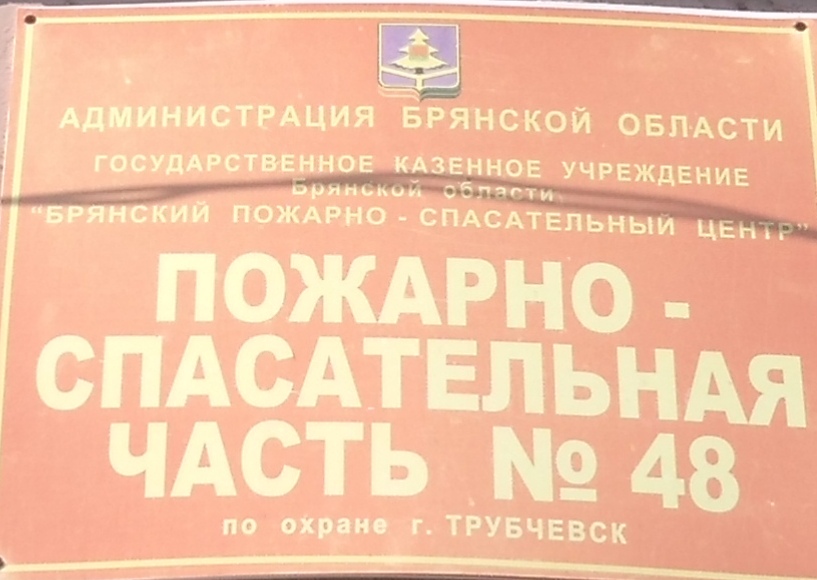 АДМИНИСТРАЦИЯ БРЯНСКОЙ ОБЛАСТИ
ГОСУДАРСТВЕННОЕ КАЗЕННОЕ УЧРЕЖДЕНИЕ
Брянской области
"БРЯНСКИЙ ПОЖАРНО - СПАСАТЕЛЬНЫЙ ЦЕНТР"
ПОЖАРНО -
СПАСАТЕЛЬНАЯ
ЧАСТЬ № 48
по охране г. ТРУБЧЕВСК